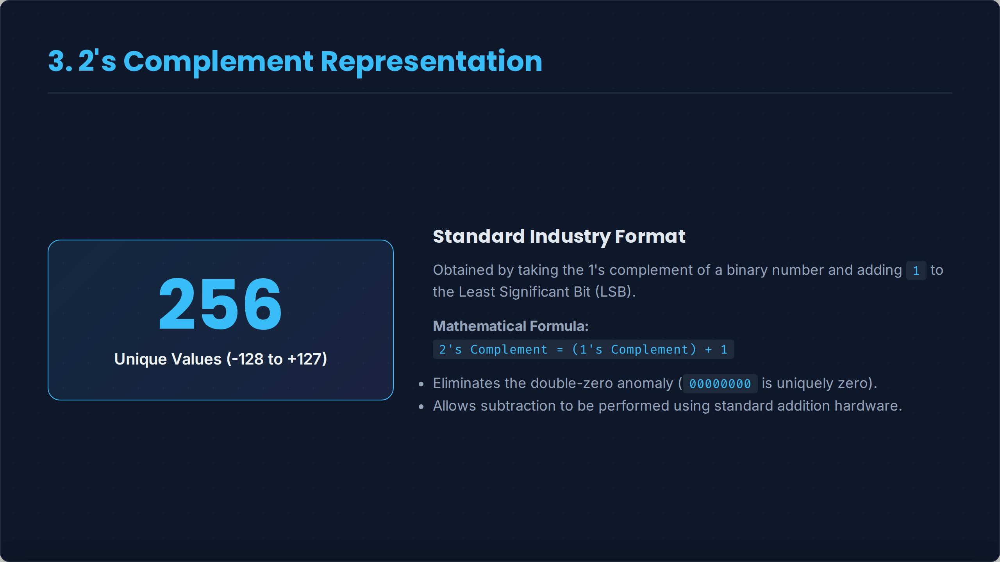 3. 2's Complement Representation
256
Unique Values (-128 to +127)
Standard Industry Format
Obtained by taking the 1's complement of a binary number and adding 1 to
the Least Significant Bit (LSB).
Mathematical Formula:
2's Complement = (1's Complement) + 1
• Eliminates the double-zero anomaly (00000000 is uniquely zero).
• Allows subtraction to be performed using standard addition hardware.